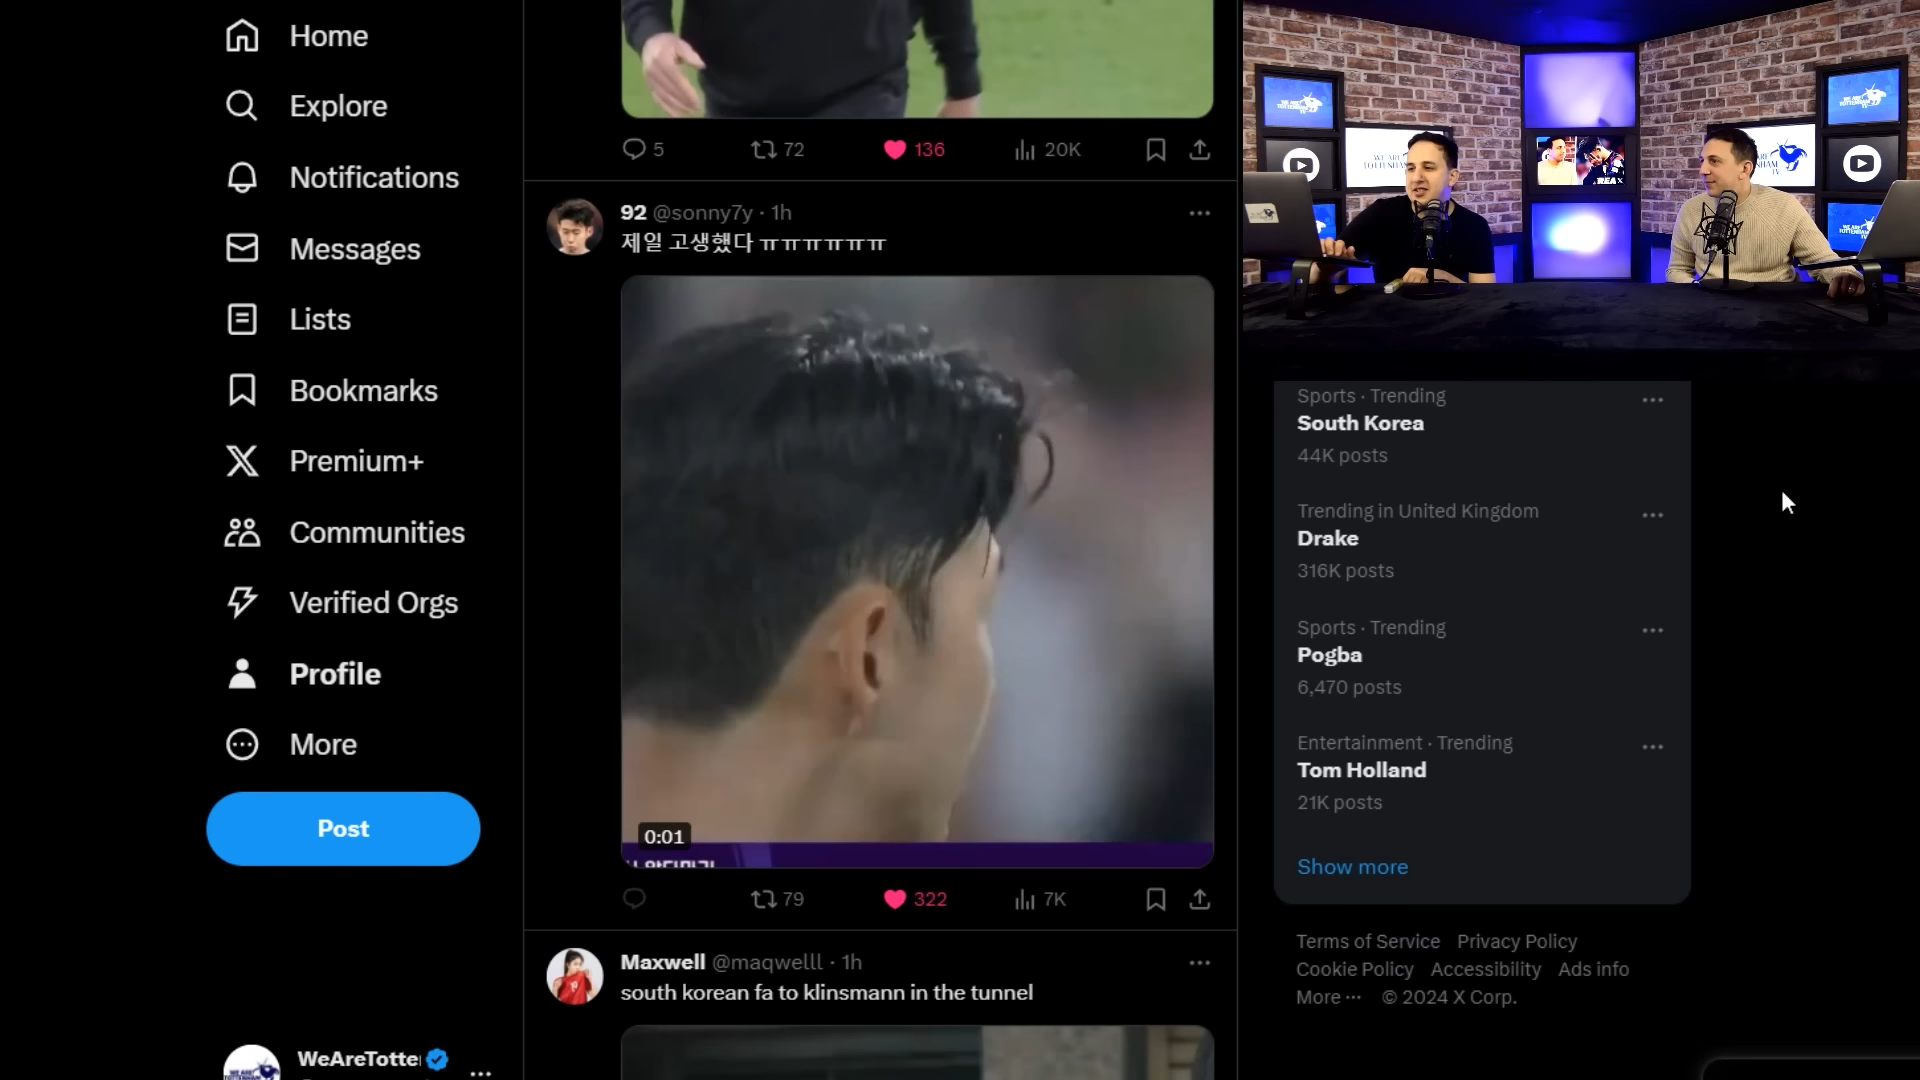 Home
Explore
Notifications
Messages
Lists
Bookmarks
Premium+
Communities
Verified Orgs
Profile
More
Post
WeAreTotte
5
72
136
20K
92 @sonny7y · 1h
제일 고생했다 ㅠㅠㅠㅠㅠㅠ
0:01
79
322
7K
Maxwell @maqwelll · 1h
south korean fa to klinsmann in the tunnel
WE ARE
TOTTENHAM
TV
Sports · Trending
South Korea
44K posts
Trending in United Kingdom
Drake
316K posts
Sports · Trending
Pogba
6,470 posts
Entertainment · Trending
Tom Holland
21K posts
Show more
Terms of Service Privacy Policy
Cookie Policy Accessibility Ads info
More ··· © 2024 X Corp.